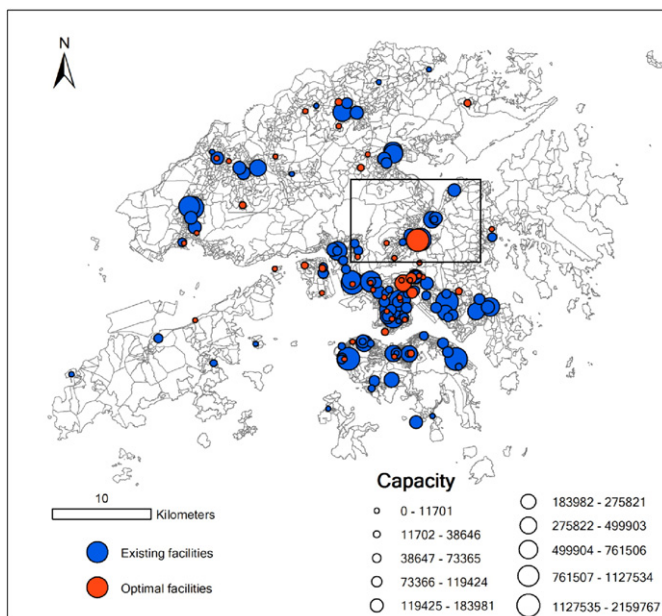 N
10
Kilometers
Existing facilities
Optimal facilities
Capacity
0 - 11701
11702 - 38646
38647 - 73365
73366 - 119424
119425 - 183981
183982 - 275821
275822 - 499903
499904 - 761506
761507 - 1127534
1127535 - 2159767